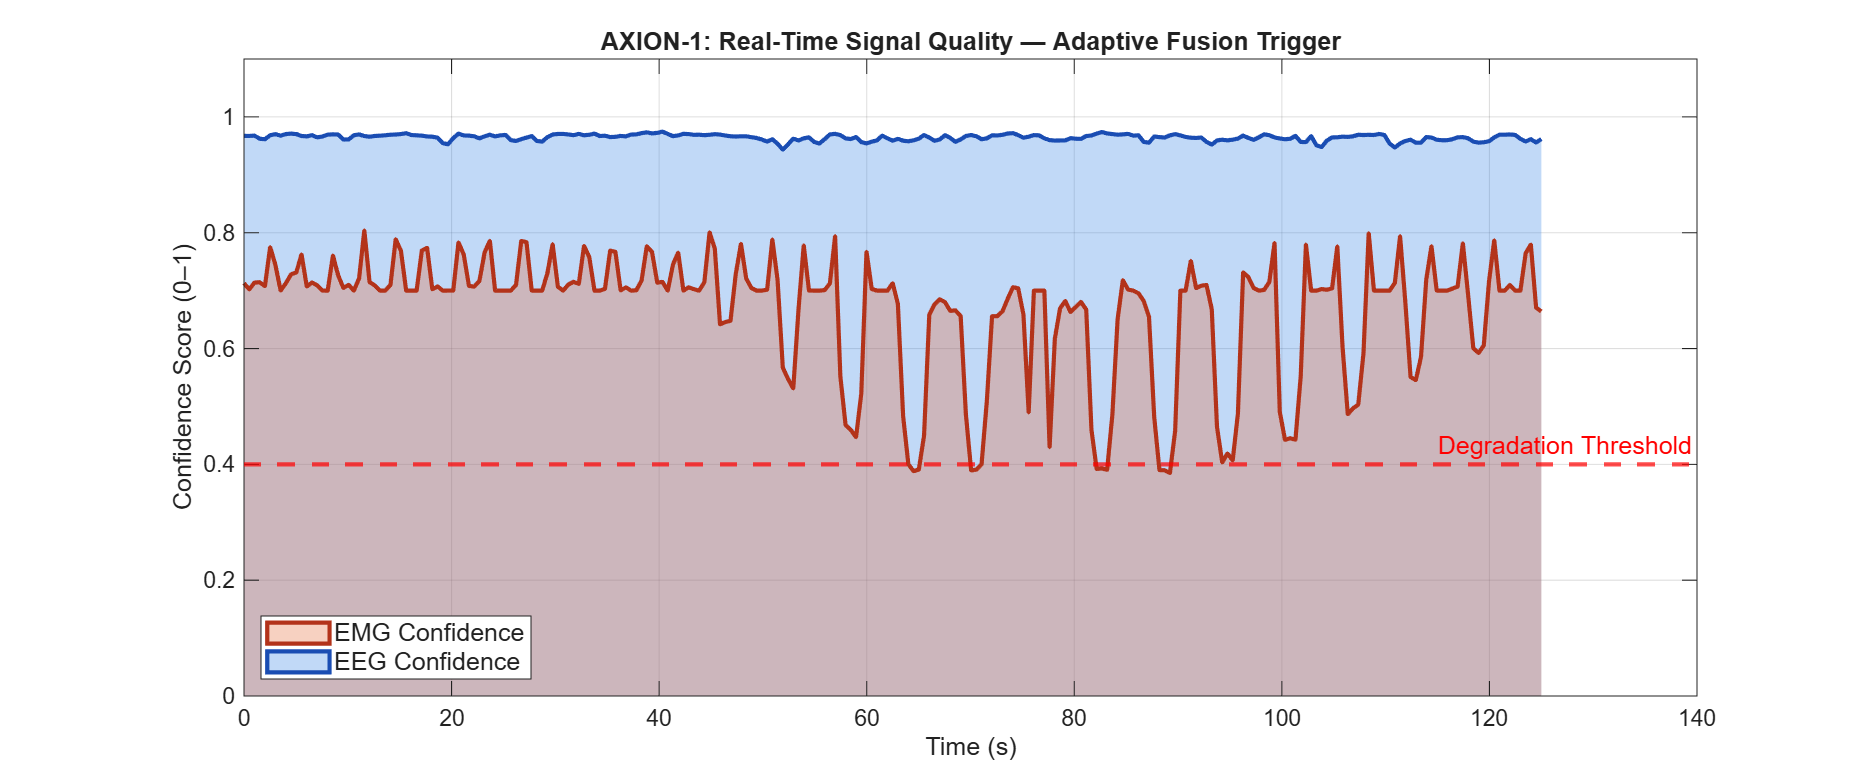 AXION-1: Real-Time Signal Quality — Adaptive Fusion Trigger
Confidence Score (0–1)
1
0.8
0.6
0.4
0.2
0
Degradation Threshold
EMG Confidence
EEG Confidence
0 20 40 60 80 100 120 140
Time (s)